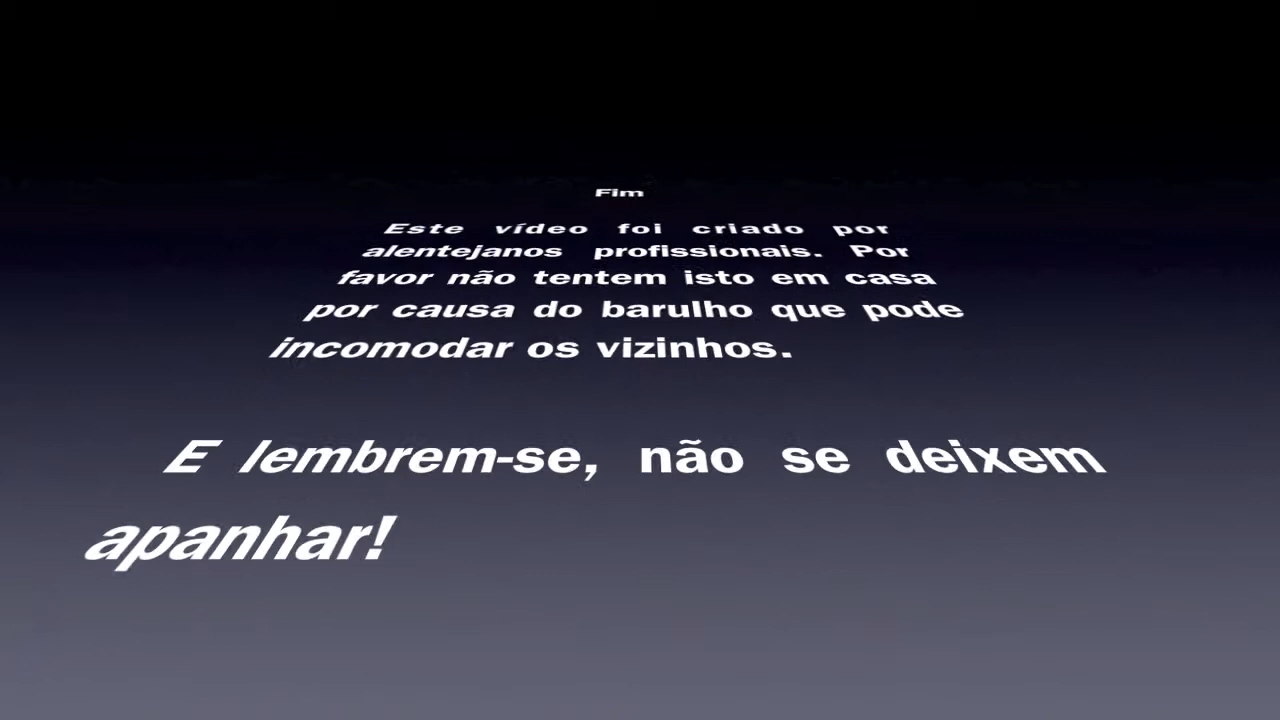 Fim
Este vídeo foi criado por
alentejanos profissionais. Por
favor não tentem isto em casa
por causa do barulho que pode
incomodar os vizinhos.
E lembrem-se, não se deixem
apanhar!